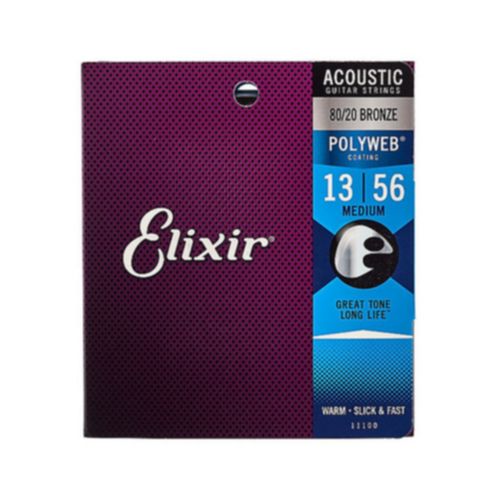 Elixir®
ACOUSTIC
GUITAR STRINGS
80/20 BRONZE
POLYWEB®
COATING
13 | 56
MEDIUM
GREAT TONE
LONG LIFE™
WARM · SLICK & FAST
11100